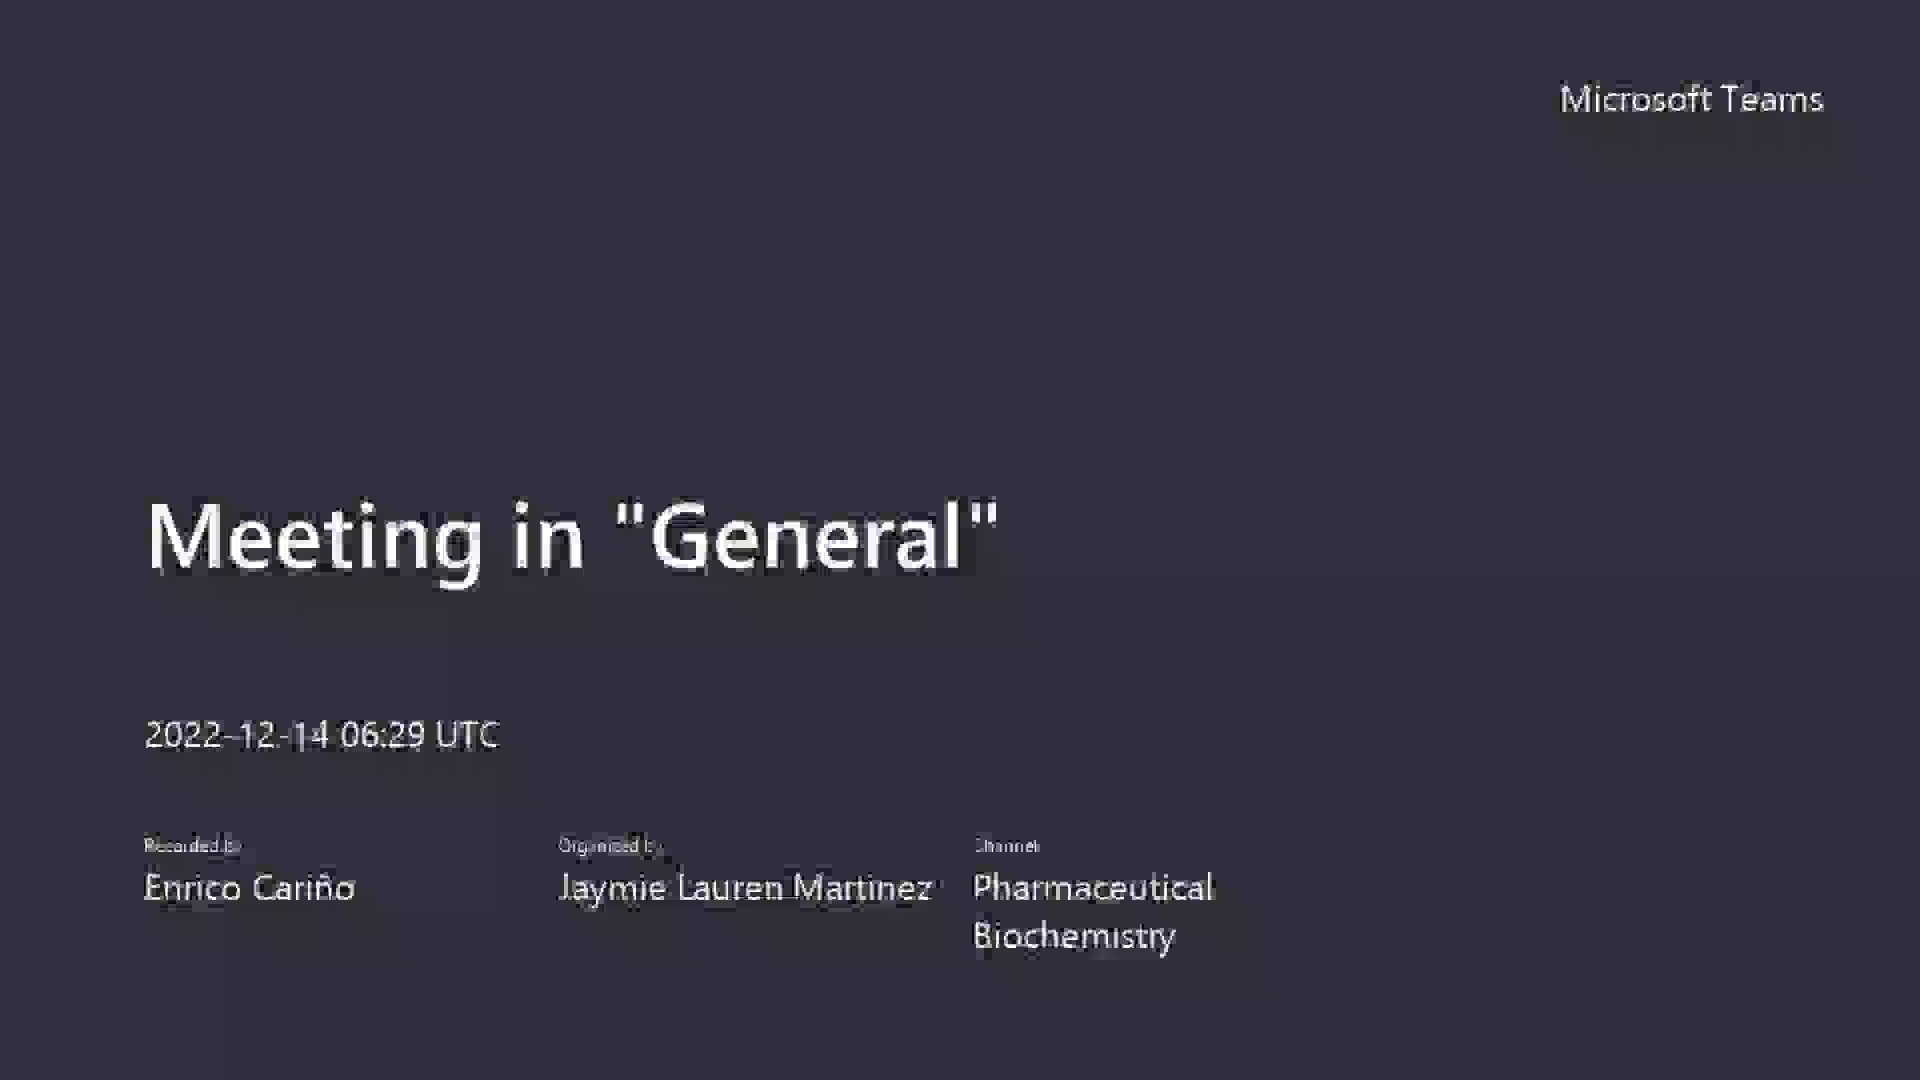 Microsoft Teams
Meeting in "General"
2022-12-14 06:29 UTC
Recorded by
Organized by
Channel
Enrico Cariño
Jaymie Lauren Martinez
Pharmaceutical
Biochemistry